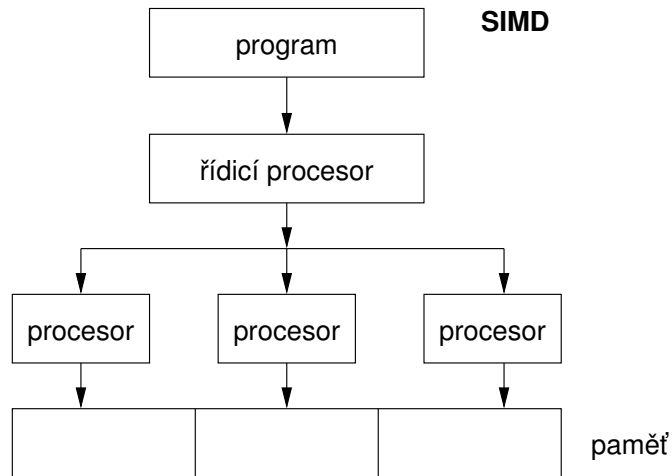 SIMD
program
řídicí procesor
procesor procesor procesor
paměť